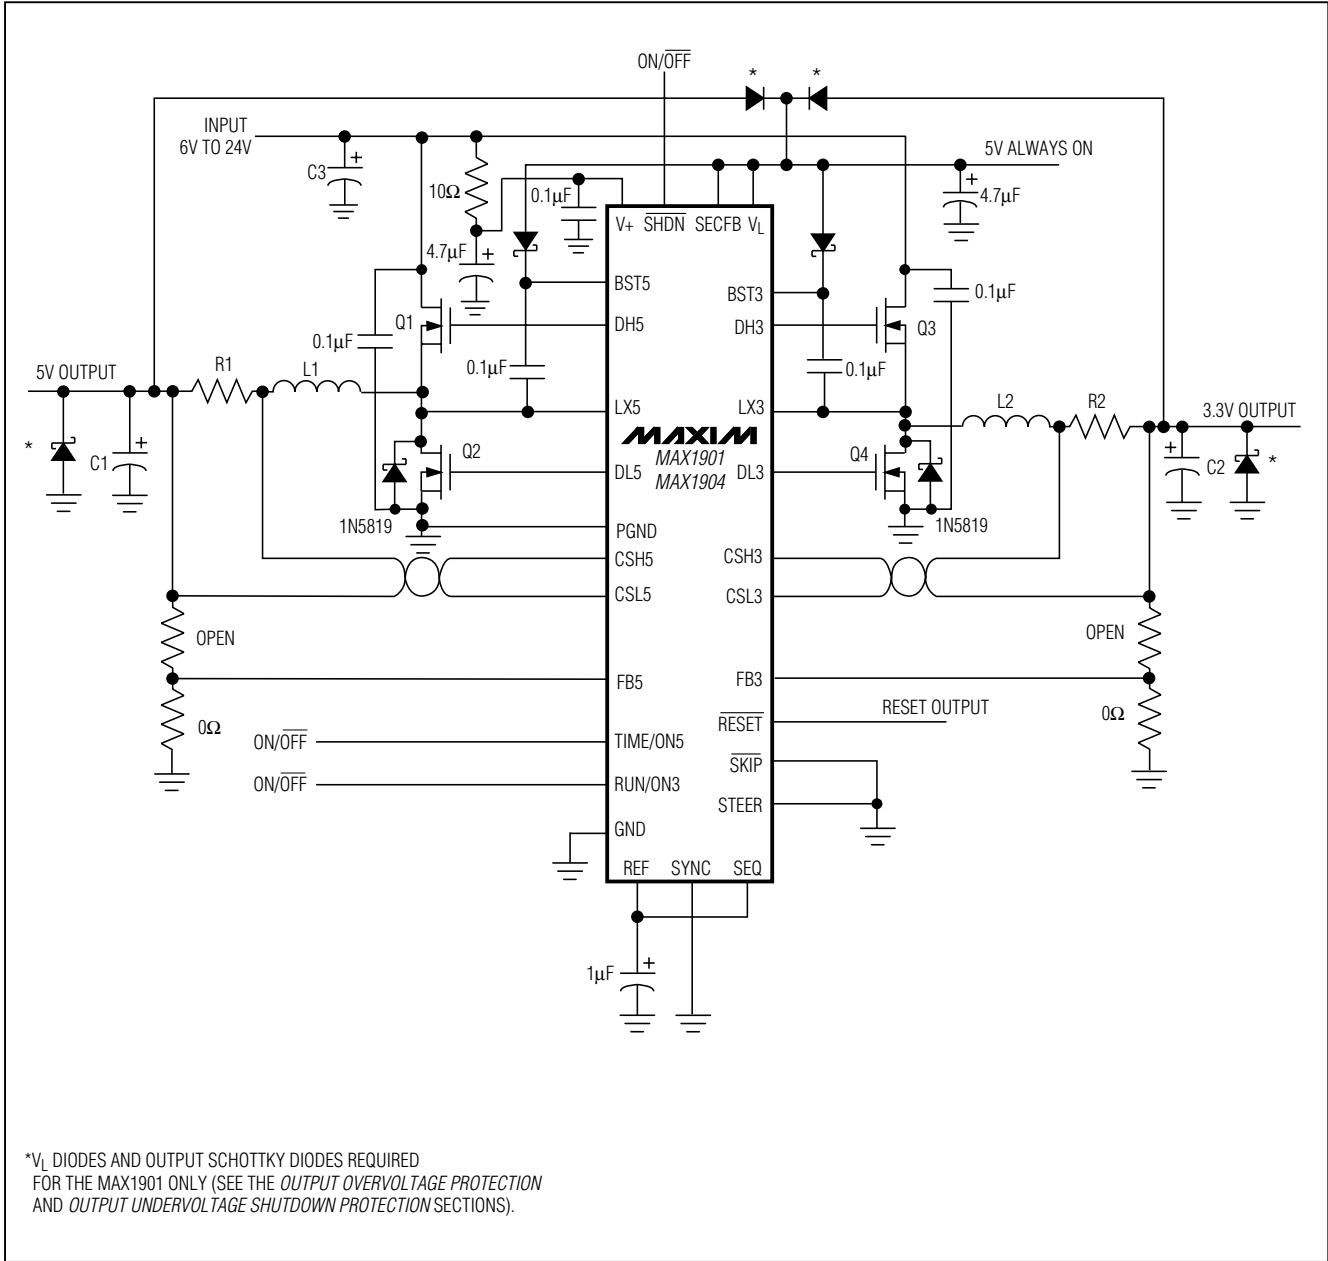 ON/OFF
*
*
INPUT
6V TO 24V
5V ALWAYS ON
C3
+
10Ω
0.1µF
+
4.7µF
V+
SHDN
SECFB
VL
4.7µF
+
BST5
BST3
0.1µF
Q1
DH5
DH3
Q3
0.1µF
5V OUTPUT
R1
L1
0.1µF
0.1µF
LX5
LX3
L2
R2
3.3V OUTPUT
MAXIM
*
C1
+
Q2
DL5
MAX1901
MAX1904
DL3
Q4
+
C2
*
1N5819
PGND
1N5819
CSH5
CSH3
CSL5
CSL3
OPEN
OPEN
FB5
FB3
0Ω
RESET
RESET OUTPUT
0Ω
ON/OFF
TIME/ON5
SKIP
ON/OFF
RUN/ON3
STEER
GND
REF
SYNC
SEQ
1µF
+
*VL DIODES AND OUTPUT SCHOTTKY DIODES REQUIRED
FOR THE MAX1901 ONLY (SEE THE OUTPUT OVERVOLTAGE PROTECTION
AND OUTPUT UNDERVOLTAGE SHUTDOWN PROTECTION SECTIONS).